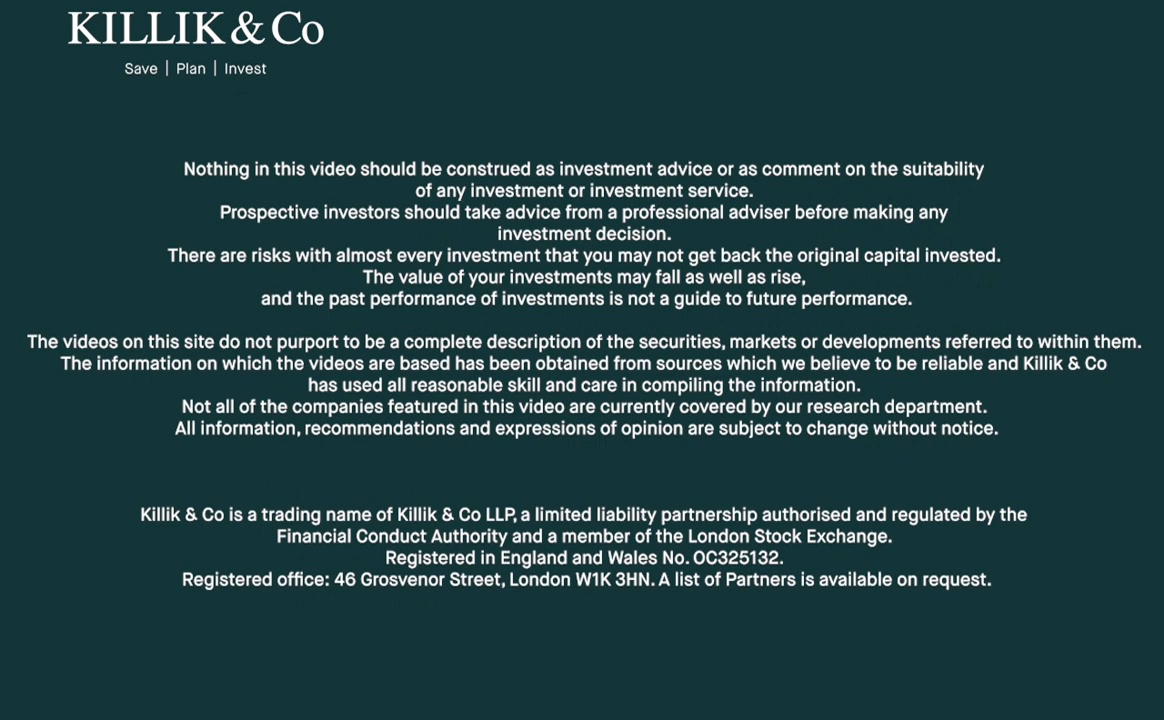 KILLIK & Co
Save | Plan | Invest
Nothing in this video should be construed as investment advice or as comment on the suitability
of any investment or investment service.
Prospective investors should take advice from a professional adviser before making any
investment decision.
There are risks with almost every investment that you may not get back the original capital invested.
The value of your investments may fall as well as rise,
and the past performance of investments is not a guide to future performance.
The videos on this site do not purport to be a complete description of the securities, markets or developments referred to within them.
The information on which the videos are based has been obtained from sources which we believe to be reliable and Killik & Co
has used all reasonable skill and care in compiling the information.
Not all of the companies featured in this video are currently covered by our research department.
All information, recommendations and expressions of opinion are subject to change without notice.
Killik & Co is a trading name of Killik & Co LLP, a limited liability partnership authorised and regulated by the
Financial Conduct Authority and a member of the London Stock Exchange.
Registered in England and Wales No. OC325132.
Registered office: 46 Grosvenor Street, London W1K 3HN. A list of Partners is available on request.